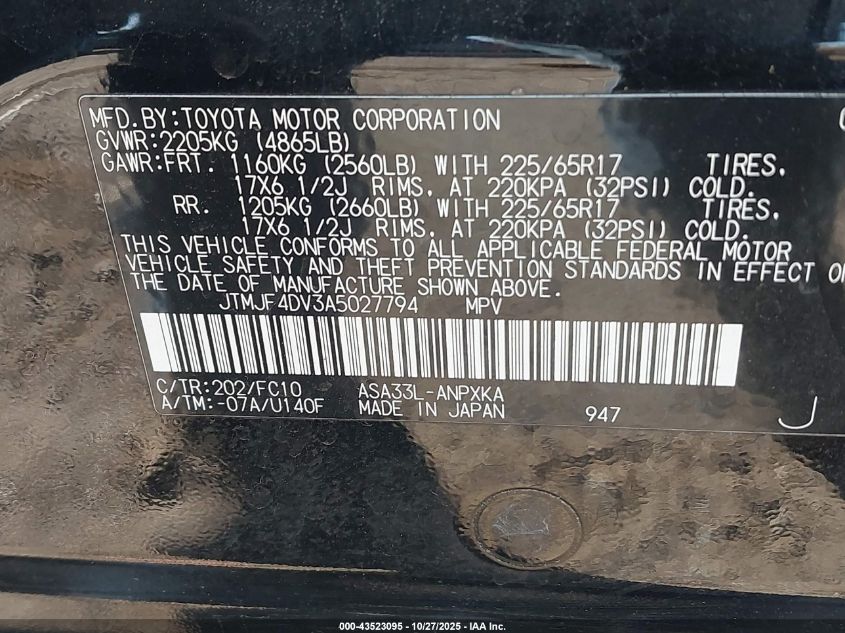 MFD.BY:TOYOTA MOTOR CORPORATION
GVWR:2205KG (4865LB)
GAWR:FRT. 1160KG (2560LB) WITH 225/65R17 TIRES,
17X6 1/2J RIMS, AT 220KPA (32PSI) COLD.
RR. 1205KG (2660LB) WITH 225/65R17 TIRES,
17X6 1/2J RIMS, AT 220KPA (32PSI) COLD.
THIS VEHICLE CONFORMS TO ALL APPLICABLE FEDERAL MOTOR
VEHICLE SAFETY AND THEFT PREVENTION STANDARDS IN EFFECT
THE DATE OF MANUFACTURE SHOWN ABOVE.
JTMJF4DV3A5027794 MPV
C/TR:202/FC10 ASA33L-ANPXKA
A/TM:-07A/U140F MADE IN JAPAN 947 J
000-43523095 - 10/27/2025 - IAA Inc.